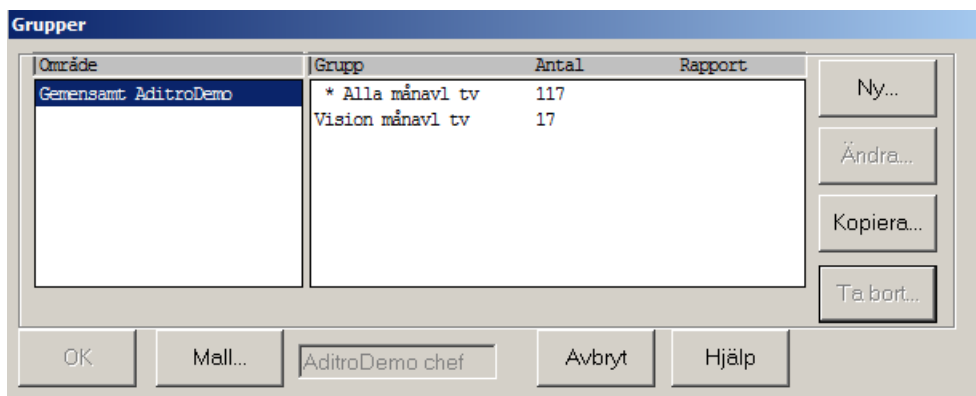 Grupper
Område Grupp Antal Rapport
Gemensamt AditroDemo * Alla månavl tv 117
Vision månavl tv 17
Ny...
Ändra...
Kopiera...
Ta bort...
OK Mall... AditroDemo chef Avbryt Hjälp